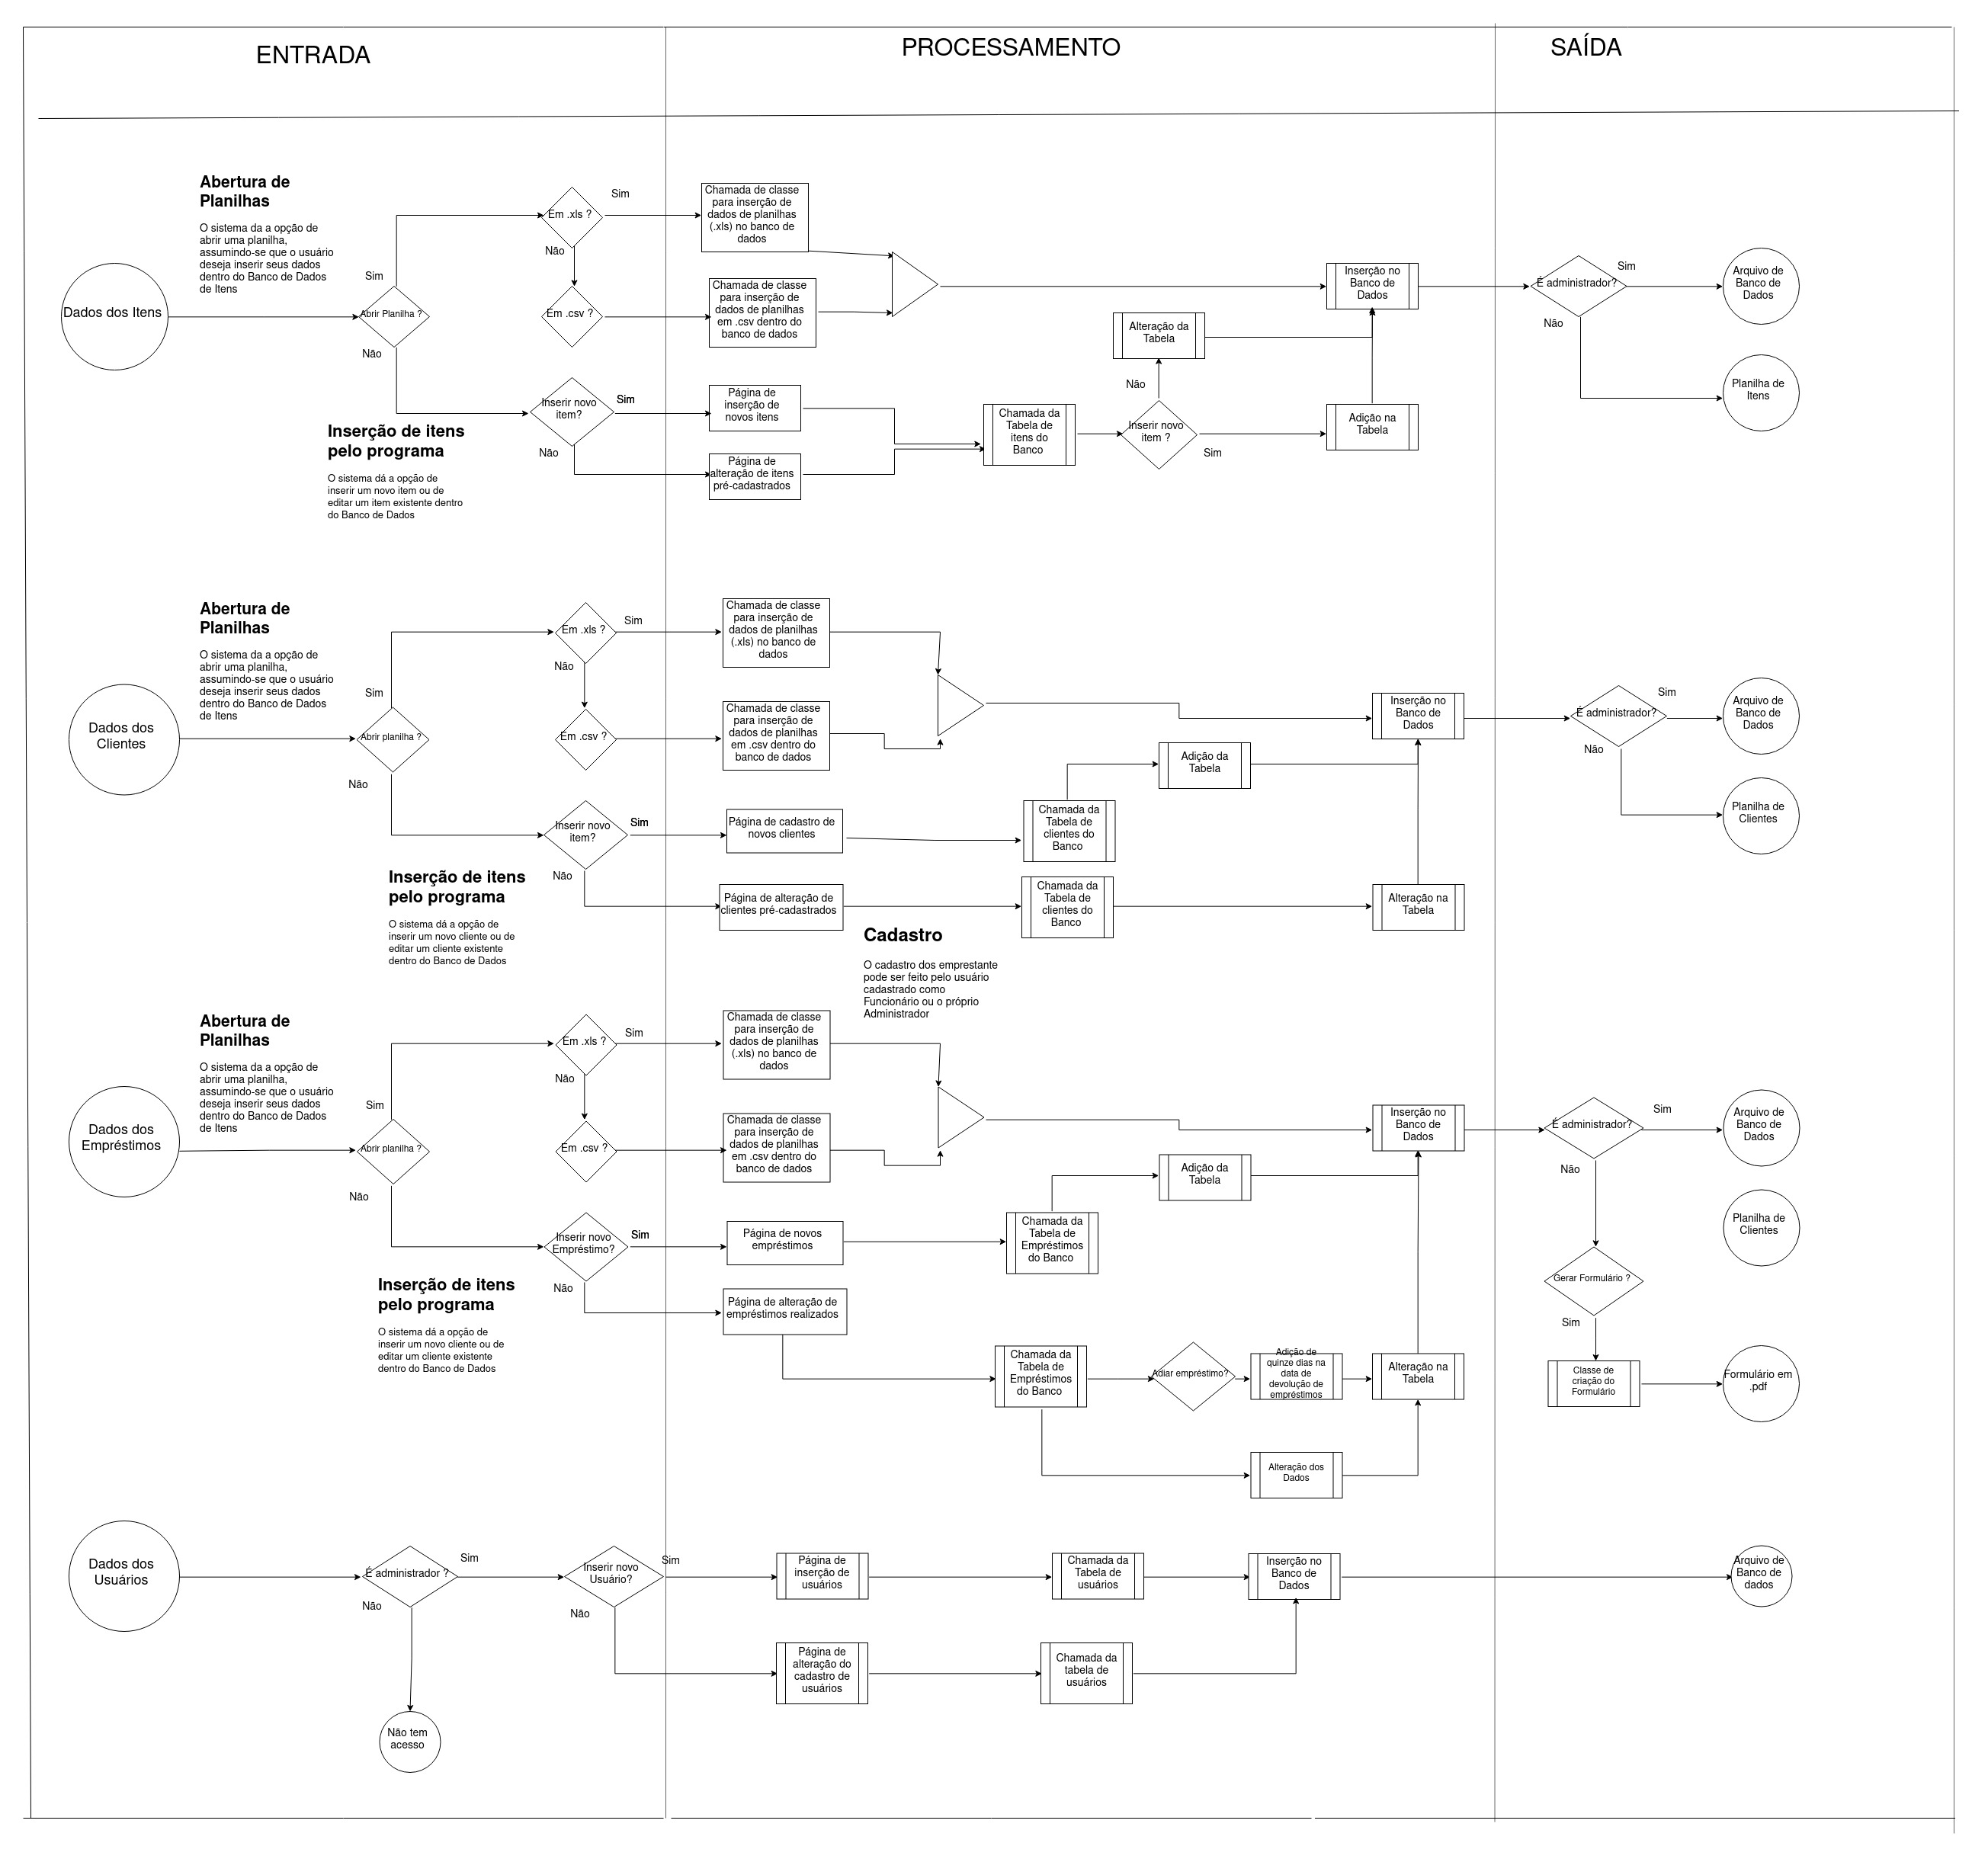 ENTRADA
PROCESSAMENTO
SAÍDA
Abertura de
Planilhas
O sistema da a opção de
abrir uma planilha,
assumindo-se que o usuário
deseja inserir seus dados
dentro do Banco de Dados
de Itens
Dados dos Itens
Sim
Abrir Planilha ?
Não
Em .xls ?
Sim
Não
Em .csv ?
Chamada de classe
para inserção de
dados de planilhas
(.xls) no banco de
dados
Chamada de classe
para inserção de
dados de planilhas
em .csv dentro do
banco de dados
Inserir novo
item?
Sim
Não
Inserção de itens
pelo programa
O sistema dá a opção de
inserir um novo item ou de
editar um item existente dentro
do Banco de Dados
Página de
inserção de
novos itens
Página de
alteração de itens
pré-cadastrados
Chamada da
Tabela de
itens do
Banco
Inserir novo
item ?
Não
Sim
Alteração da
Tabela
Adição na
Tabela
Inserção no
Banco de
Dados
É administrador?
Sim
Não
Arquivo de
Banco de
Dados
Planilha de
Itens
Abertura de
Planilhas
O sistema da a opção de
abrir uma planilha,
assumindo-se que o usuário
deseja inserir seus dados
dentro do Banco de Dados
de Itens
Dados dos
Clientes
Sim
Abrir planilha ?
Não
Em .xls ?
Sim
Não
Em .csv ?
Chamada de classe
para inserção de
dados de planilhas
(.xls) no banco de
dados
Chamada de classe
para inserção de
dados de planilhas
em .csv dentro do
banco de dados
Inserir novo
item?
Sim
Não
Inserção de itens
pelo programa
O sistema dá a opção de
inserir um novo cliente ou de
editar um cliente existente
dentro do Banco de Dados
Página de cadastro de
novos clientes
Página de alteração de
clientes pré-cadastrados
Chamada da
Tabela de
clientes do
Banco
Chamada da
Tabela de
clientes do
Banco
Adição da
Tabela
Alteração na
Tabela
Inserção no
Banco de
Dados
É administrador?
Sim
Não
Arquivo de
Banco de
Dados
Planilha de
Clientes
Cadastro
O cadastro dos emprestante
pode ser feito pelo usuário
cadastrado como
Funcionário ou o próprio
Administrador
Abertura de
Planilhas
O sistema da a opção de
abrir uma planilha,
assumindo-se que o usuário
deseja inserir seus dados
dentro do Banco de Dados
de Itens
Dados dos
Empréstimos
Sim
Abrir planilha ?
Não
Em .xls ?
Sim
Não
Em .csv ?
Chamada de classe
para inserção de
dados de planilhas
(.xls) no banco de
dados
Chamada de classe
para inserção de
dados de planilhas
em .csv dentro do
banco de dados
Inserir novo
Empréstimo?
Sim
Não
Inserção de itens
pelo programa
O sistema dá a opção de
inserir um novo cliente ou de
editar um cliente existente
dentro do Banco de Dados
Página de novos
empréstimos
Página de alteração de
empréstimos realizados
Chamada da
Tabela de
Empréstimos
do Banco
Adição da
Tabela
Chamada da
Tabela de
Empréstimos
do Banco
Adiar empréstimo?
Adição de
quinze dias na
data de
devolução de
empréstimos
Alteração na
Tabela
Alteração dos
Dados
Inserção no
Banco de
Dados
É administrador?
Sim
Não
Arquivo de
Banco de
Dados
Planilha de
Clientes
Gerar Formulário ?
Sim
Classe de
criação do
Formulário
Formulário em
.pdf
Dados dos
Usuários
É administrador ?
Sim
Não
Não tem
acesso
Inserir novo
Usuário?
Sim
Não
Página de
inserção de
usuários
Chamada da
Tabela de
usuários
Inserção no
Banco de
Dados
Arquivo de
Banco de
dados
Página de
alteração do
cadastro de
usuários
Chamada da
tabela de
usuários